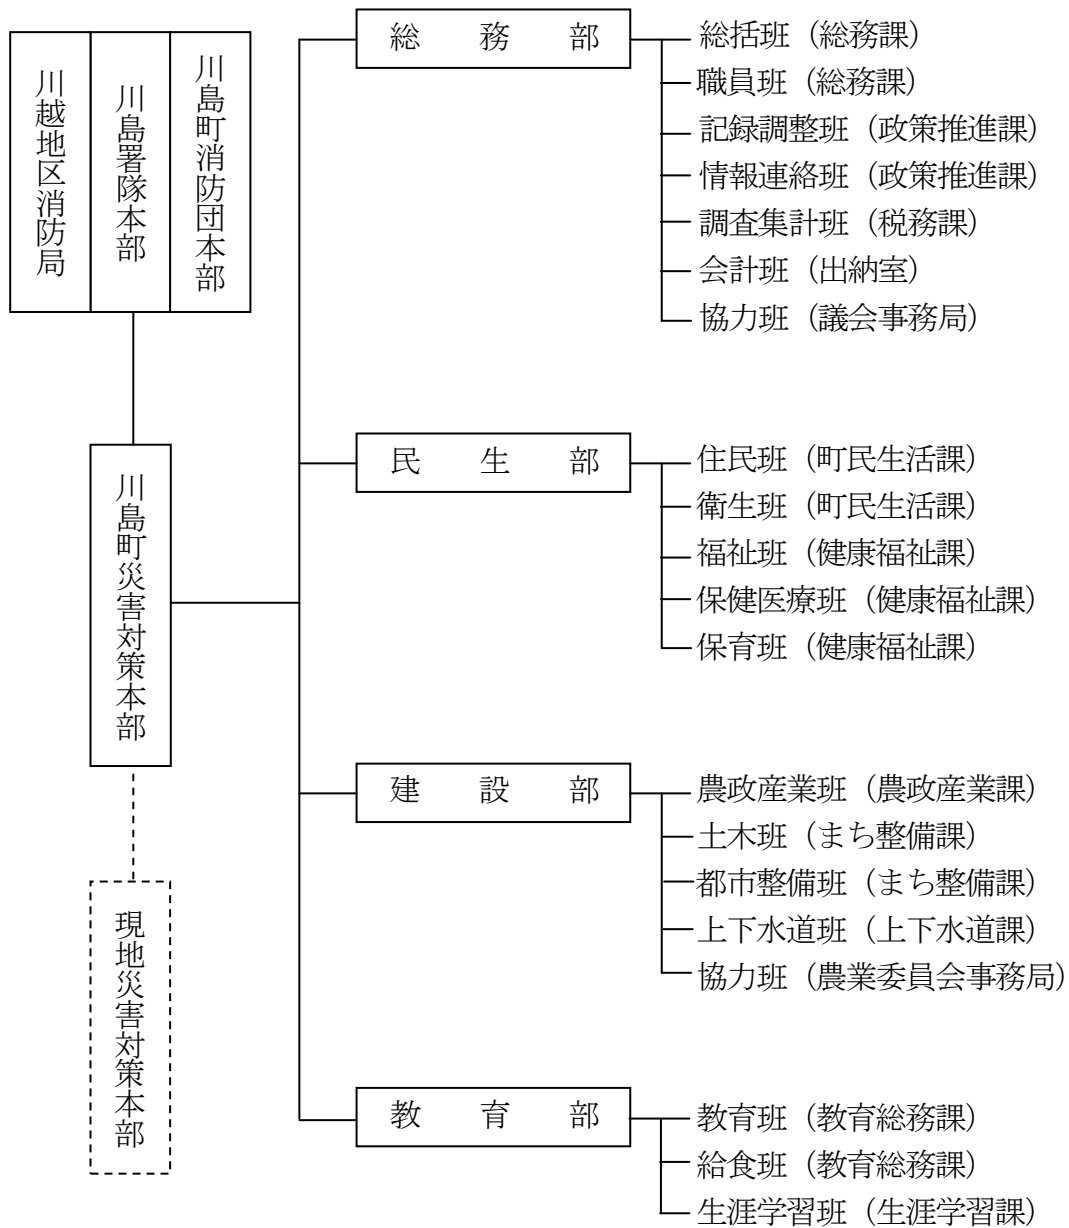 川越地区消防局
川島署隊本部
川島町消防団本部
川島町災害対策本部
現地災害対策本部
総務部
総括班（総務課）
職員班（総務課）
記録調整班（政策推進課）
情報連絡班（政策推進課）
調査集計班（税務課）
会計班（出納室）
協力班（議会事務局）
民生部
住民班（町民生活課）
衛生班（町民生活課）
福祉班（健康福祉課）
保健医療班（健康福祉課）
保育班（健康福祉課）
建設部
農政産業班（農政産業課）
土木班（まち整備課）
都市整備班（まち整備課）
上下水道班（上下水道課）
協力班（農業委員会事務局）
教育部
教育班（教育総務課）
給食班（教育総務課）
生涯学習班（生涯学習課）